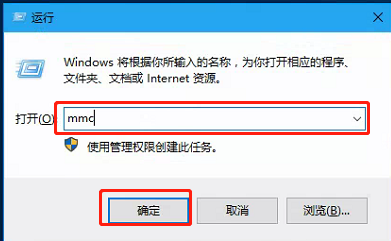 运行
Windows 将根据你所输入的名称，为你打开相应的程序、
文件夹、文档或 Internet 资源。
打开(O): mmc
使用管理权限创建此任务。
确定 取消 浏览(B)...